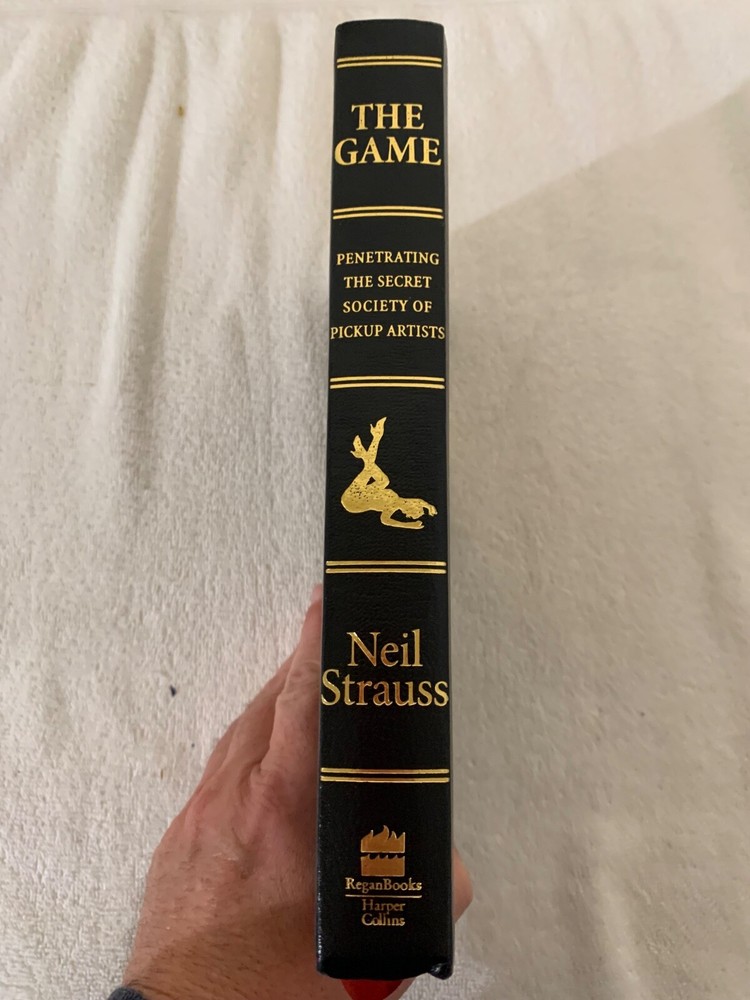 THE
GAME
PENETRATING
THE SECRET
SOCIETY OF
PICKUP ARTISTS
Neil
Strauss
ReganBooks
Harper
Collins